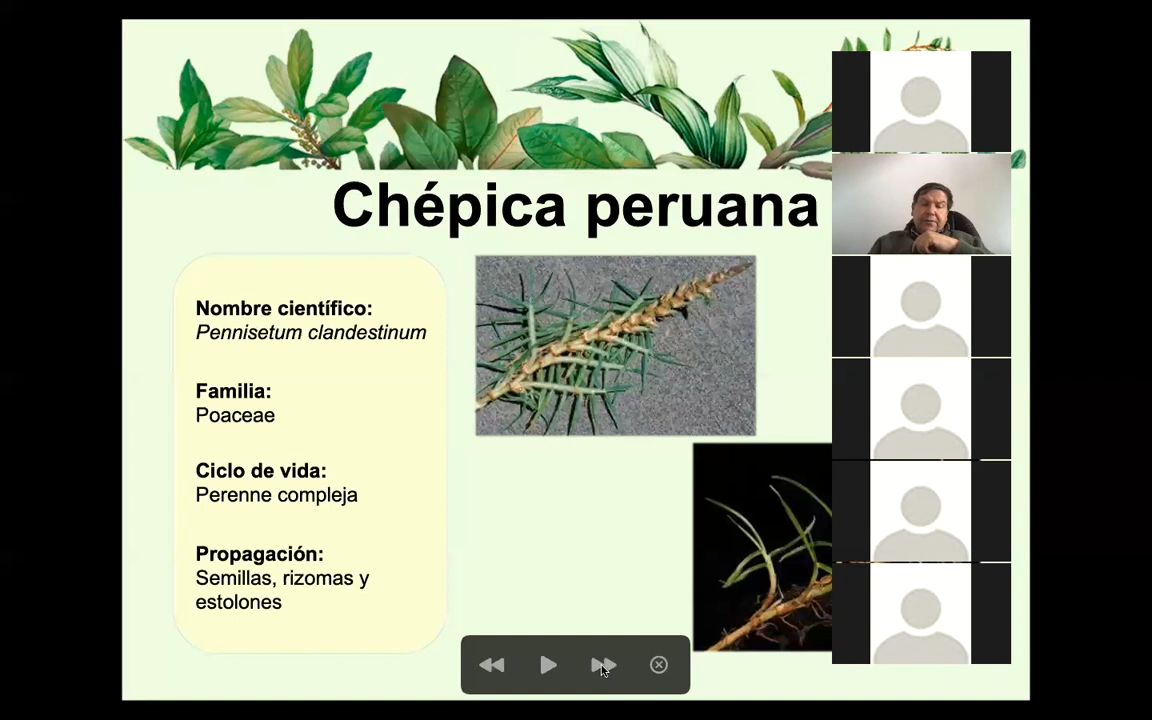 Chépica peruana
Nombre científico:
Pennisetum clandestinum
Familia:
Poaceae
Ciclo de vida:
Perenne compleja
Propagación:
Semillas, rizomas y
estolones